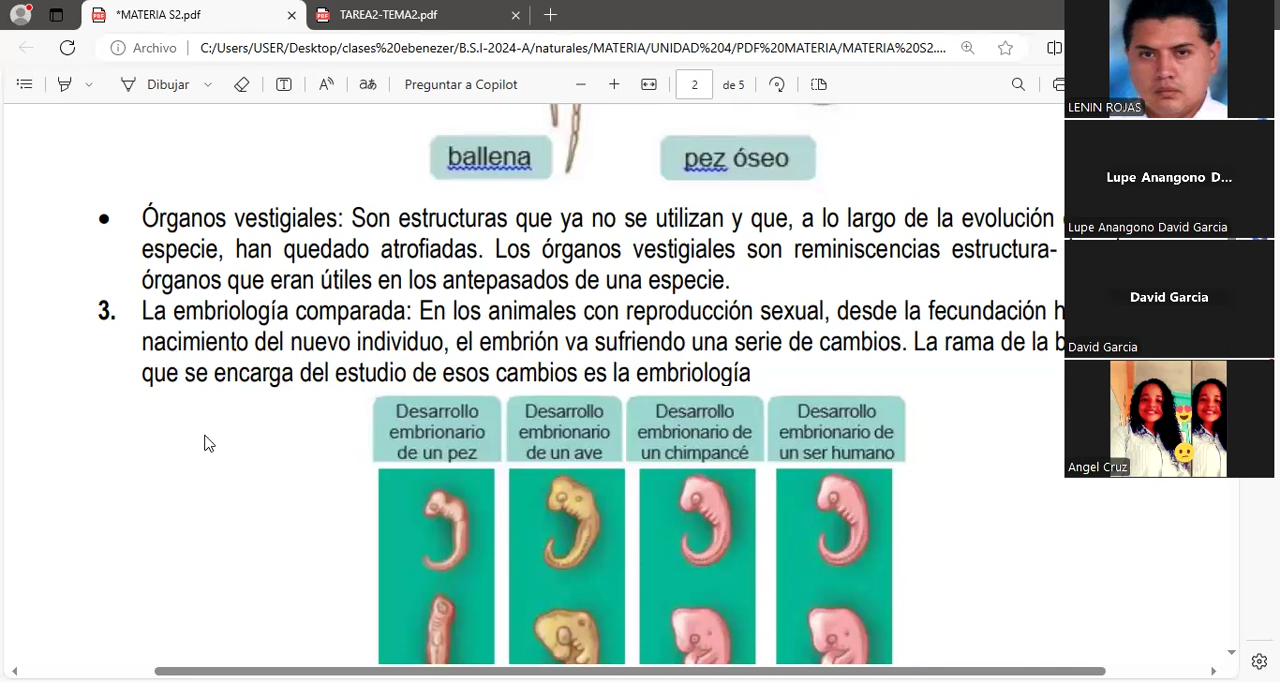 *MATERIA S2.pdf
TAREA2-TEMA2.pdf
Archivo
C:/Users/USER/Desktop/clases%20ebenezer/B.S.I-2024-A/naturales/MATERIA/UNIDAD%204/PDF%20MATERIA/MATERIA%20S2....
Dibujar
Preguntar a Copilot
2
de 5
ballena
pez óseo
• Órganos vestigiales: Son estructuras que ya no se utilizan y que, a lo largo de la evolución
especie, han quedado atrofiadas. Los órganos vestigiales son reminiscencias estructura-
órganos que eran útiles en los antepasados de una especie.
3. La embriología comparada: En los animales con reproducción sexual, desde la fecundación h
nacimiento del nuevo individuo, el embrión va sufriendo una serie de cambios. La rama de la b
que se encarga del estudio de esos cambios es la embriología
Desarrollo
embrionario
de un pez
Desarrollo
embrionario
de un ave
Desarrollo
embrionario de
un chimpancé
Desarrollo
embrionario de
un ser humano
LENIN ROJAS
Lupe Anangono D...
Lupe Anangono David Garcia
David Garcia
David Garcia
Angel Cruz